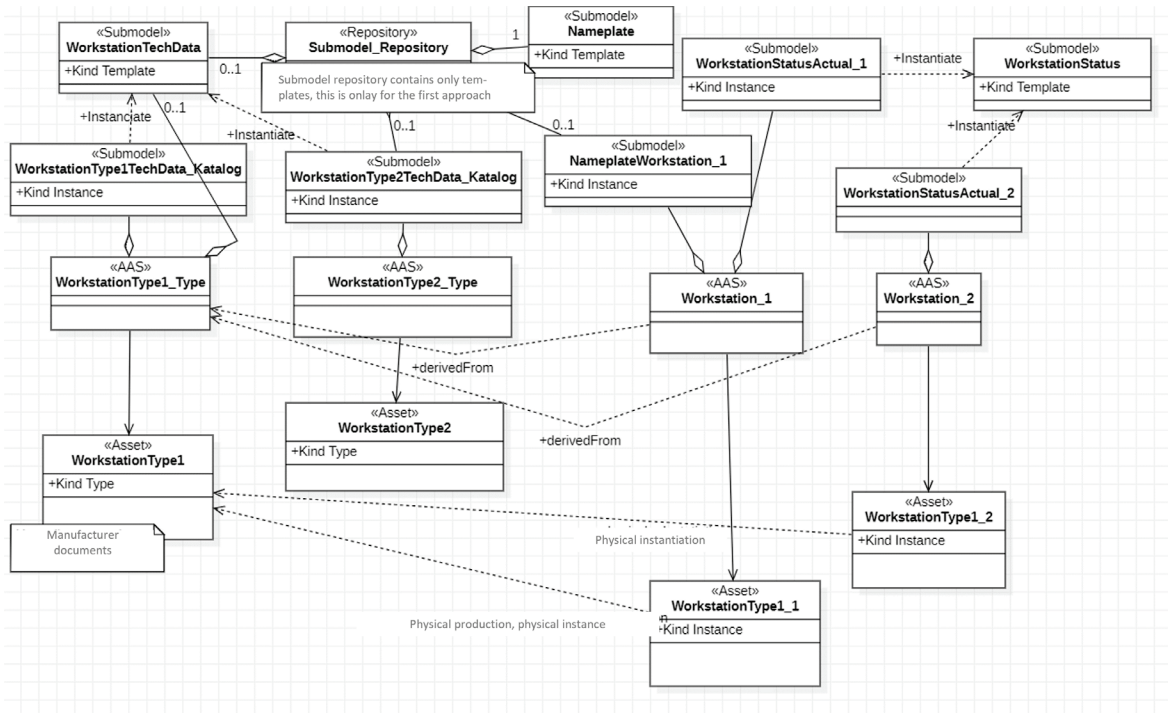 «Submodel»
WorkstationTechData
+Kind Template
«Repository»
Submodel_Repository
«Submodel»
Nameplate
+Kind Template
1
0..1
Submodel repository contains only tem-
plates, this is onlay for the first approach
«Submodel»
WorkstationStatusActual_1
+Kind Instance
+Instantiate
«Submodel»
WorkstationStatus
+Kind Template
+Instanciate
0..1
+Instantiate
0..1
0..1
+Instantiate
«Submodel»
WorkstationType1TechData_Katalog
+Kind Instance
«Submodel»
WorkstationType2TechData_Katalog
+Kind Instance
«Submodel»
NameplateWorkstation_1
+Kind Instance
«Submodel»
WorkstationStatusActual_2
«AAS»
WorkstationType1_Type
«AAS»
WorkstationType2_Type
«AAS»
Workstation_1
«AAS»
Workstation_2
+derivedFrom
+derivedFrom
«Asset»
WorkstationType1
+Kind Type
«Asset»
WorkstationType2
+Kind Type
Manufacturer
documents
Physical instantiation
«Asset»
WorkstationType1_2
+Kind Instance
Physical production, physical instance
«Asset»
WorkstationType1_1
Kind Instance